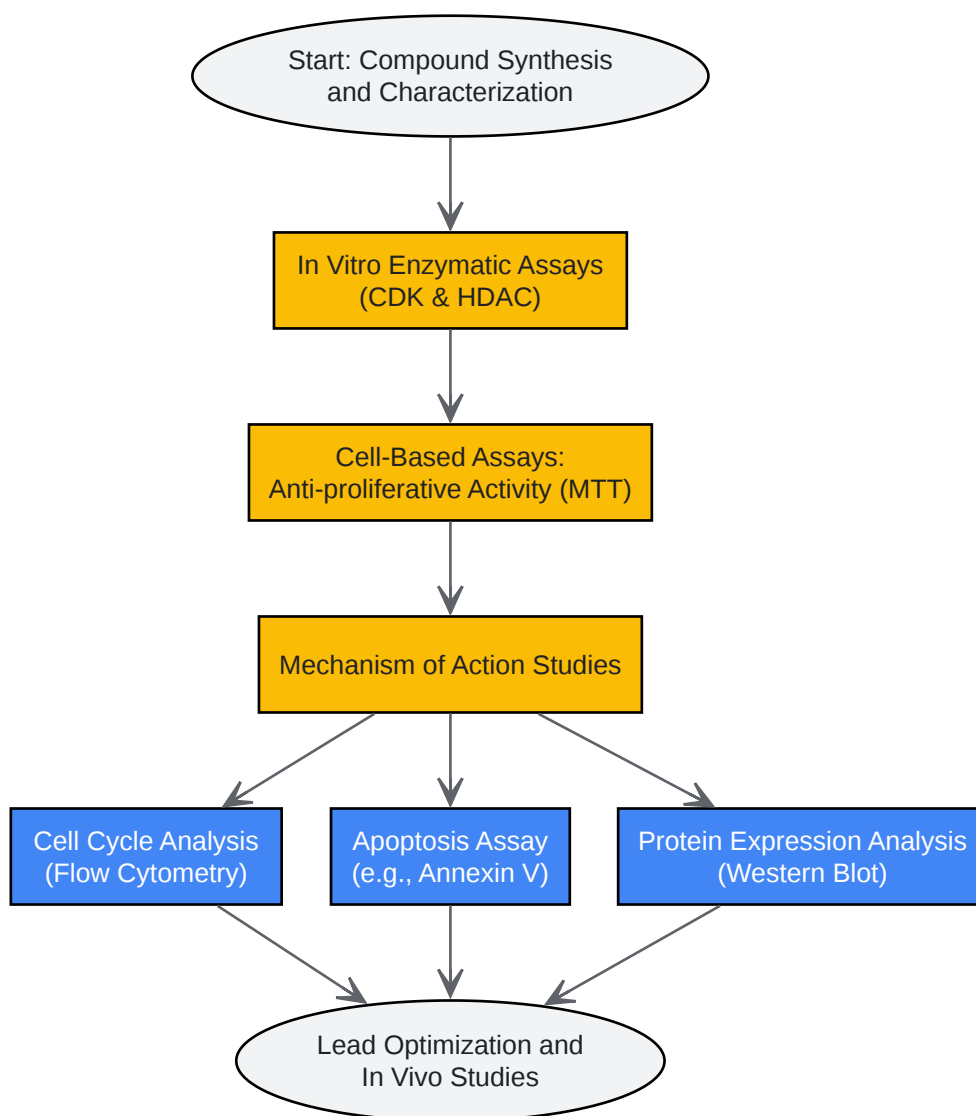 Start: Compound Synthesis
and Characterization
In Vitro Enzymatic Assays
(CDK & HDAC)
Cell-Based Assays:
Anti-proliferative Activity (MTT)
Mechanism of Action Studies
Cell Cycle Analysis
(Flow Cytometry)
Apoptosis Assay
(e.g., Annexin V)
Protein Expression Analysis
(Western Blot)
Lead Optimization and
In Vivo Studies